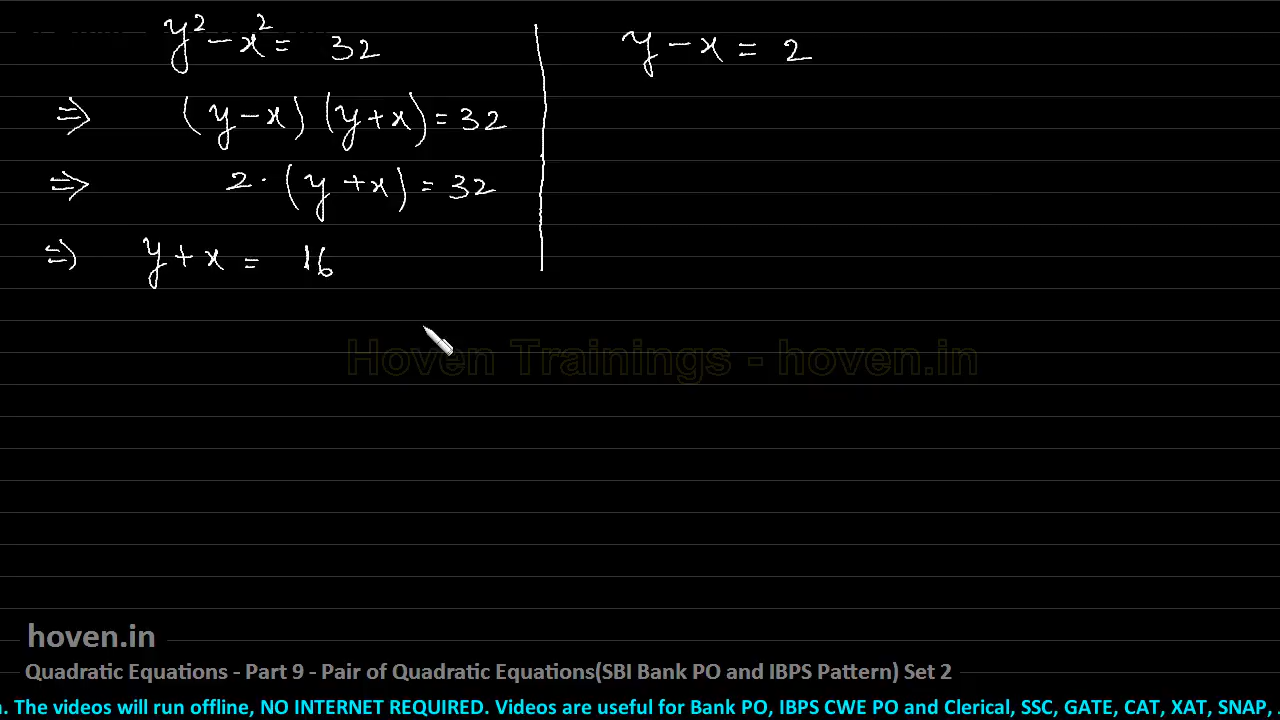 y² - x² = 32
y - x = 2
⇒ (y - x) (y + x) = 32
⇒ 2 · (y + x) = 32
⇒ y + x = 16
Hoven Trainings - hoven.in
hoven.in
Quadratic Equations - Part 9 - Pair of Quadratic Equations(SBI Bank PO and IBPS Pattern) Set 2
. The videos will run offline, NO INTERNET REQUIRED. Videos are useful for Bank PO, IBPS CWE PO and Clerical, SSC, GATE, CAT, XAT, SNAP,